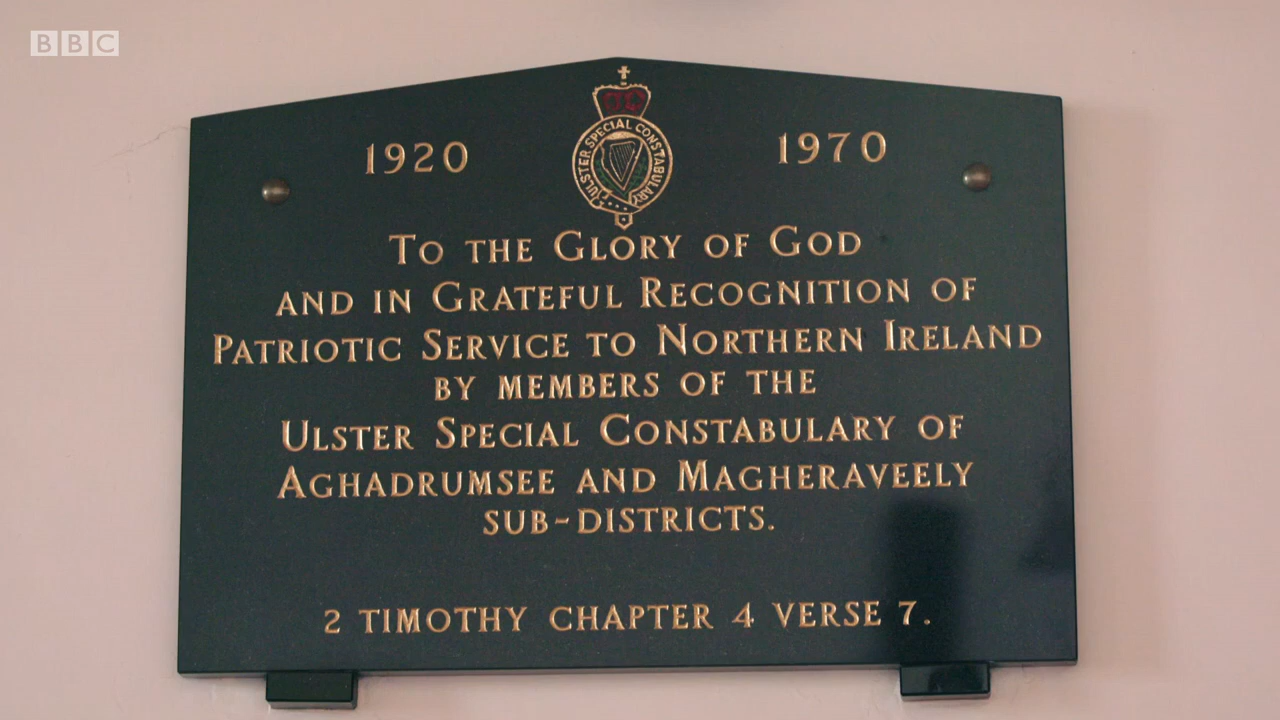 BBC
1920
1970
ULSTER SPECIAL CONSTABULARY
TO THE GLORY OF GOD
AND IN GRATEFUL RECOGNITION OF
PATRIOTIC SERVICE TO NORTHERN IRELAND
BY MEMBERS OF THE
ULSTER SPECIAL CONSTABULARY OF
AGHADRUMSEE AND MAGHERAVEELY
SUB-DISTRICTS.
2 TIMOTHY CHAPTER 4 VERSE 7.